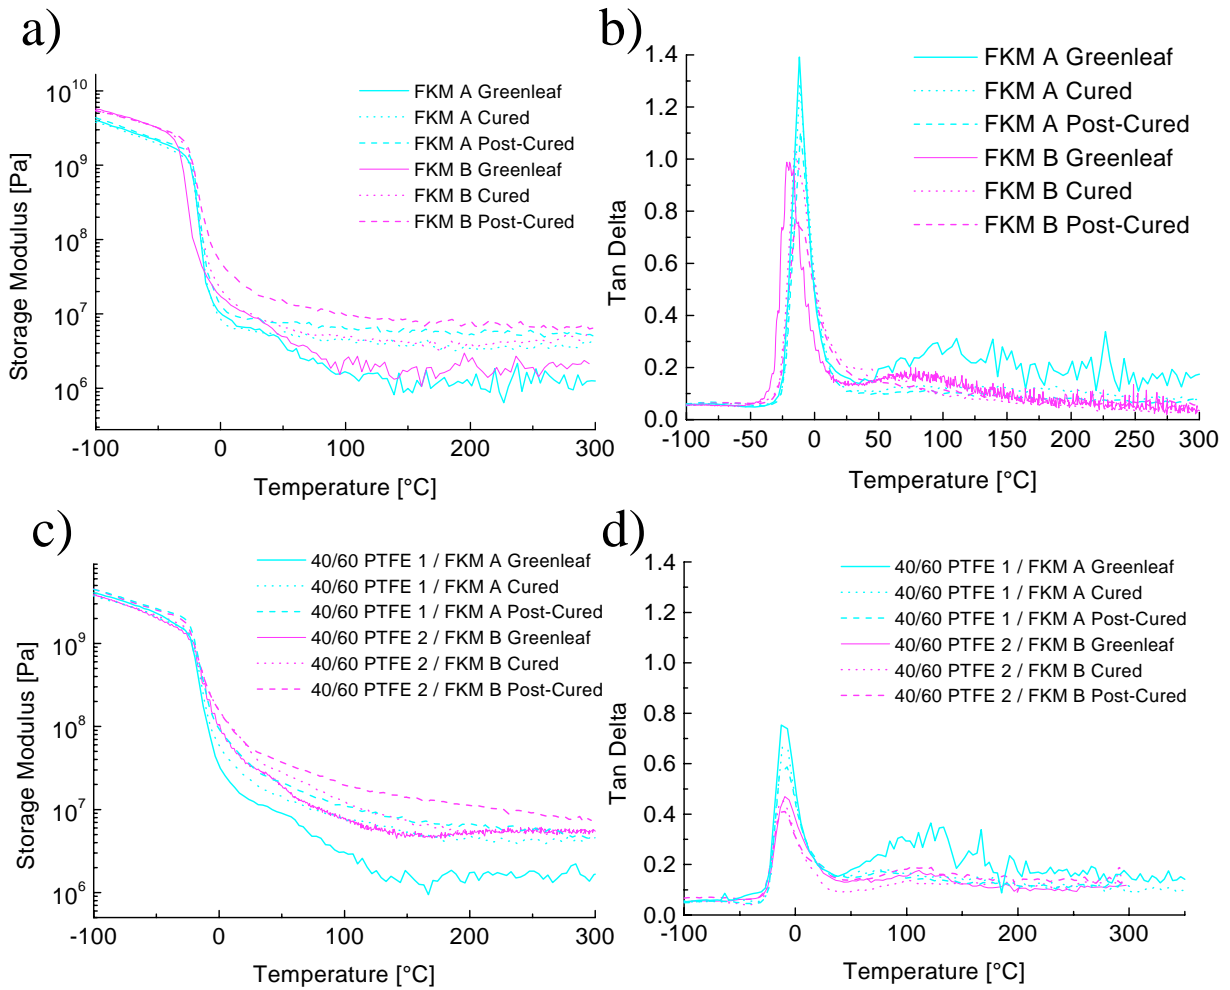 a)
10^10
10^9
10^8
10^7
10^6
Storage Modulus [Pa]
FKM A Greenleaf
FKM A Cured
FKM A Post-Cured
FKM B Greenleaf
FKM B Cured
FKM B Post-Cured
-100 0 100 200 300
Temperature [°C]
b)
1.4
1.2
1.0
0.8
0.6
0.4
0.2
0.0
Tan Delta
FKM A Greenleaf
FKM A Cured
FKM A Post-Cured
FKM B Greenleaf
FKM B Cured
FKM B Post-Cured
-100 -50 0 50 100 150 200 250 300
Temperature [°C]
c)
10^9
10^8
10^7
10^6
Storage Modulus [Pa]
40/60 PTFE 1 / FKM A Greenleaf
40/60 PTFE 1 / FKM A Cured
40/60 PTFE 1 / FKM A Post-Cured
40/60 PTFE 2 / FKM B Greenleaf
40/60 PTFE 2 / FKM B Cured
40/60 PTFE 2 / FKM B Post-Cured
-100 0 100 200 300
Temperature [°C]
d)
1.4
1.2
1.0
0.8
0.6
0.4
0.2
0.0
Tan Delta
40/60 PTFE 1 / FKM A Greenleaf
40/60 PTFE 1 / FKM A Cured
40/60 PTFE 1 / FKM A Post-Cured
40/60 PTFE 2 / FKM B Greenleaf
40/60 PTFE 2 / FKM B Cured
40/60 PTFE 2 / FKM B Post-Cured
-100 0 100 200 300
Temperature [°C]